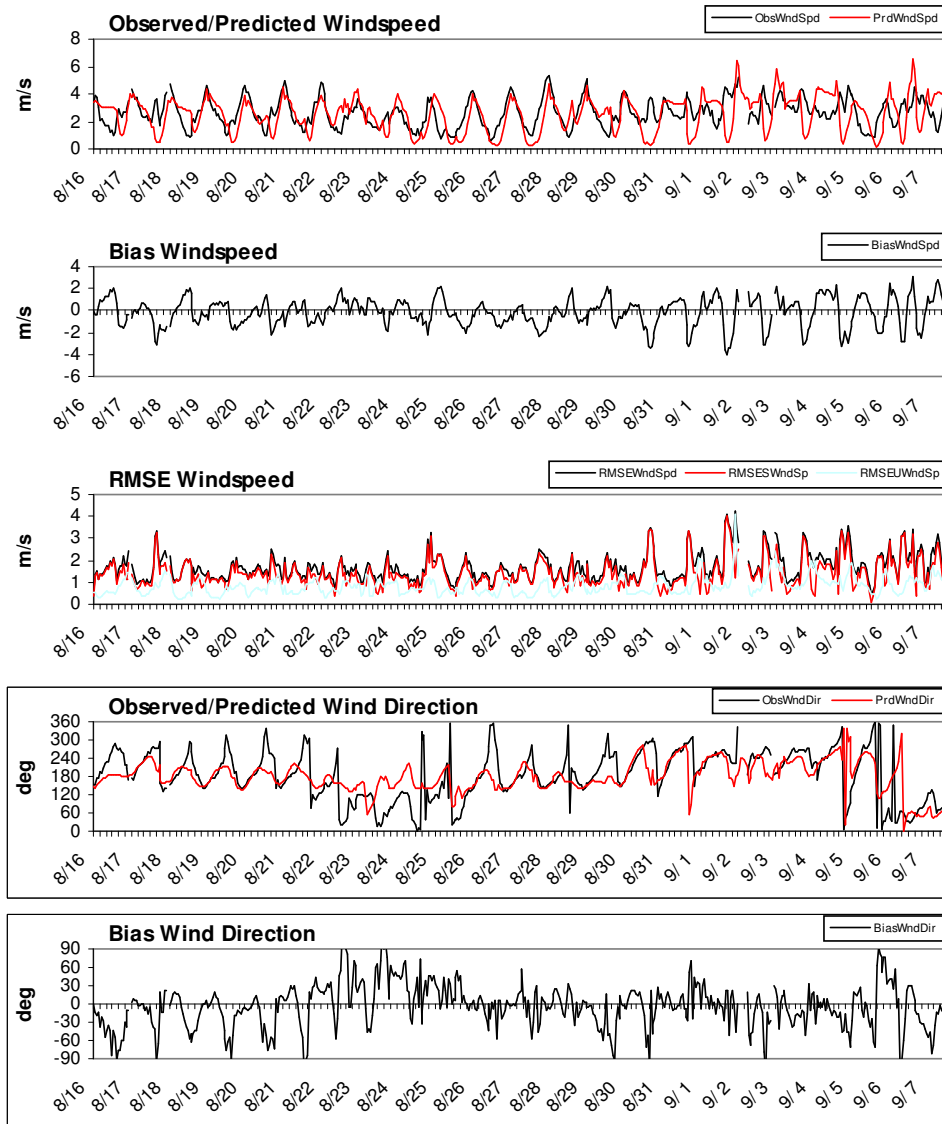 Observed/Predicted Windspeed
ObsWndSpd PrdWndSpd
8
6
4
2
0
m/s
8/16 8/17 8/18 8/19 8/20 8/21 8/22 8/23 8/24 8/25 8/26 8/27 8/28 8/29 8/30 8/31 9/ 1 9/ 2 9/ 3 9/ 4 9/ 5 9/ 6 9/ 7
Bias Windspeed
BiasWndSpd
4
2
0
-2
-4
-6
m/s
8/16 8/17 8/18 8/19 8/20 8/21 8/22 8/23 8/24 8/25 8/26 8/27 8/28 8/29 8/30 8/31 9/ 1 9/ 2 9/ 3 9/ 4 9/ 5 9/ 6 9/ 7
RMSE Windspeed
RMSEWndSpd RMSESWndSp RMSEUWndSp
5
4
3
2
1
0
m/s
8/16 8/17 8/18 8/19 8/20 8/21 8/22 8/23 8/24 8/25 8/26 8/27 8/28 8/29 8/30 8/31 9/ 1 9/ 2 9/ 3 9/ 4 9/ 5 9/ 6 9/ 7
Observed/Predicted Wind Direction
ObsWndDir PrdWndDir
360
300
240
180
120
60
0
deg
8/16 8/17 8/18 8/19 8/20 8/21 8/22 8/23 8/24 8/25 8/26 8/27 8/28 8/29 8/30 8/31 9/ 1 9/ 2 9/ 3 9/ 4 9/ 5 9/ 6 9/ 7
Bias Wind Direction
BiasWndDir
90
60
30
0
-30
-60
-90
deg
8/16 8/17 8/18 8/19 8/20 8/21 8/22 8/23 8/24 8/25 8/26 8/27 8/28 8/29 8/30 8/31 9/ 1 9/ 2 9/ 3 9/ 4 9/ 5 9/ 6 9/ 7